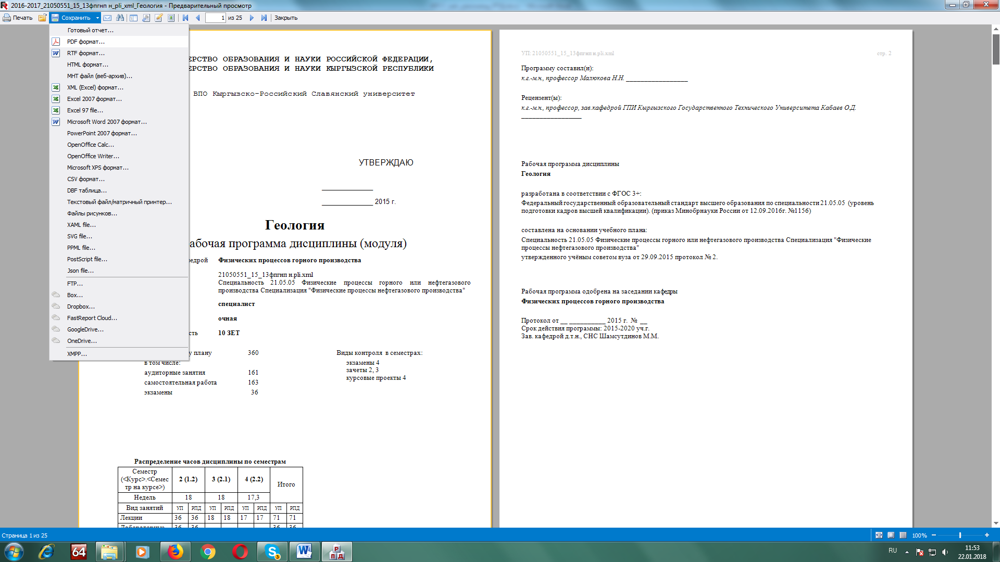 2016-2017_21050551_15_13фпгнп н_pli_xml_Геология - Предварительный просмотр
Печать Сохранить 1 из 25 Закрыть
Готовый отчет...
PDF формат...
RTF формат...
HTML формат...
MHT файл (веб-архив)...
XML (Excel) формат...
Excel 2007 формат...
Excel 97 file...
Microsoft Word 2007 формат...
PowerPoint 2007 формат...
OpenOffice Calc...
OpenOffice Writer...
Microsoft XPS формат...
CSV формат...
DBF таблица...
Текстовый файл/матричный принтер...
Файлы рисунков...
XAML file...
SVG file...
PPML file...
PostScript file...
Json file...
FTP...
Box...
Dropbox...
FastReport Cloud...
GoogleDrive...
OneDrive...
XMPP...
ЕРСТВО ОБРАЗОВАНИЯ И НАУКИ РОССИЙСКОЙ ФЕДЕРАЦИИ,
ЕРСТВО ОБРАЗОВАНИЯ И НАУКИ КЫРГЫЗСКОЙ РЕСПУБЛИКИ
ВПО Кыргызско-Российский Славянский университет
УТВЕРЖДАЮ
______________
______________ 2015 г.
Геология
абочая программа дисциплины (модуля)
федрой Физических процессов горного производства
21050551_15_13фпгнп н.pli.xml
Специальность 21.05.05 Физические процессы горного или нефтегазового
производства Специализация "Физические процессы нефтегазового производства"
специалист
очная
сть 10 ЗЕТ
у плану 360
в том числе:
аудиторные занятия 161
самостоятельная работа 163
экзамены 36
Виды контроля в семестрах:
экзамены 4
зачеты 2, 3
курсовые проекты 4
Распределение часов дисциплины по семестрам
Семестр
(<Курс>.<Семес
тр на курсе>)
2 (1.2) 3 (2.1) 4 (2.2) Итого
Недель 18 18 17,3
Вид занятий УП РПД УП РПД УП РПД УП РПД
Лекции 36 36 18 18 17 17 71 71
Лабораторные 36 36 36 36
УП: 21050551_15_13фпгнп н.pli.xml стр. 2
Программу составил(и):
к.г.-м.н., профессор Малюкова Н.Н. _________________
Рецензент(ы):
к.г.-м.н., профессор, зав.кафедрой ГПИ Кыргызского Государственного Технического Университета Кабаев О.Д.
_________________
Рабочая программа дисциплины
Геология
разработана в соответствии с ФГОС 3+:
Федеральный государственный образовательный стандарт высшего образования по специальности 21.05.05 (уровень
подготовки кадров высшей квалификации). (приказ Минобрнауки России от 12.09.2016г. №1156)
составлена на основании учебного плана:
Специальность 21.05.05 Физические процессы горного или нефтегазового производства Специализация "Физические
процессы нефтегазового производства"
утвержденного учёным советом вуза от 29.09.2015 протокол № 2.
Рабочая программа одобрена на заседании кафедры
Физических процессов горного производства
Протокол от __ __________ 2015 г. № __
Срок действия программы: 2015-2020 уч.г.
Зав. кафедрой д.т.н., СНС Шамсутдинов М.М.
Страница 1 из 25 100%
64
3
РПД
RU
11:53
22.01.2018